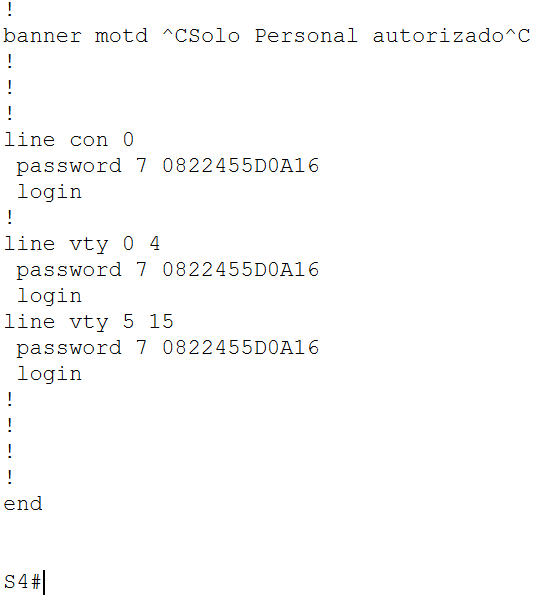 !
banner motd ^CSolo Personal autorizado^C
!
!
!
line con 0
 password 7 0822455D0A16
 login
!
line vty 0 4
 password 7 0822455D0A16
 login
line vty 5 15
 password 7 0822455D0A16
 login
!
!
!
!
end
S4#